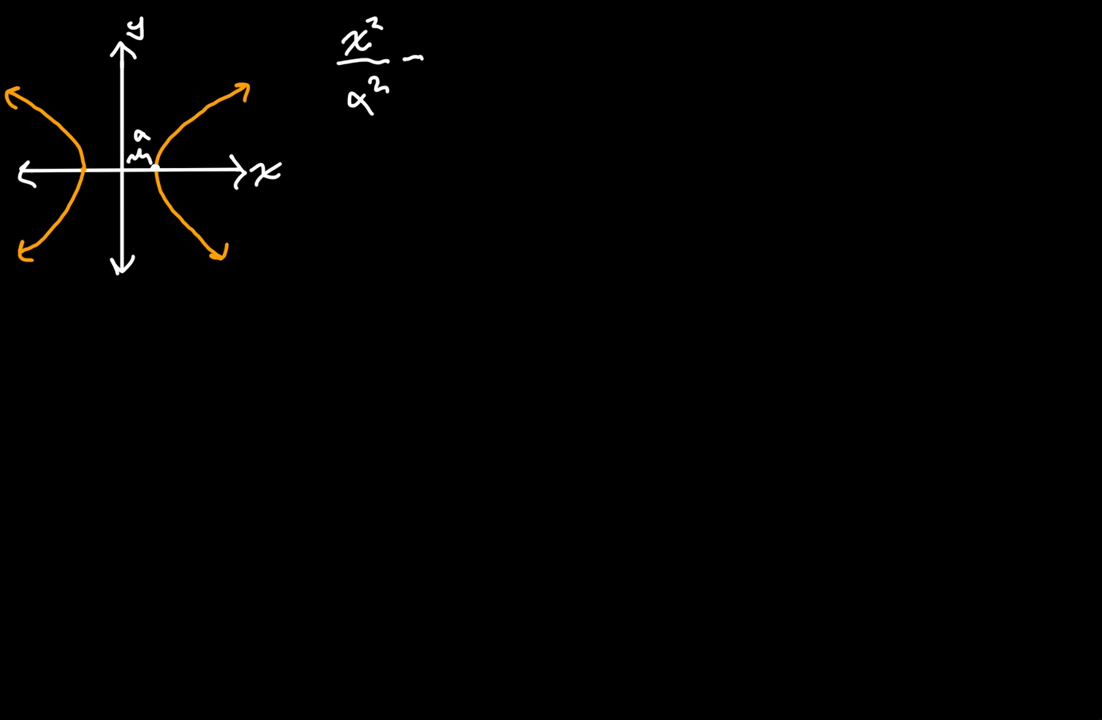 y
a
x
x²
a² −